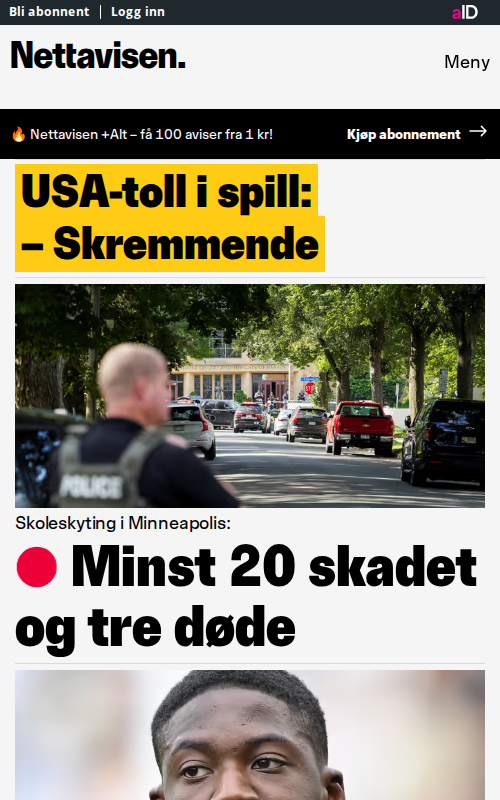 Bli abonnent | Logg inn
aID
Nettavisen.
Meny
🔥 Nettavisen +Alt – få 100 aviser fra 1 kr!
Kjøp abonnement →
USA-toll i spill:
– Skremmende
POLICE
Skoleskyting i Minneapolis:
Minst 20 skadet
og tre døde